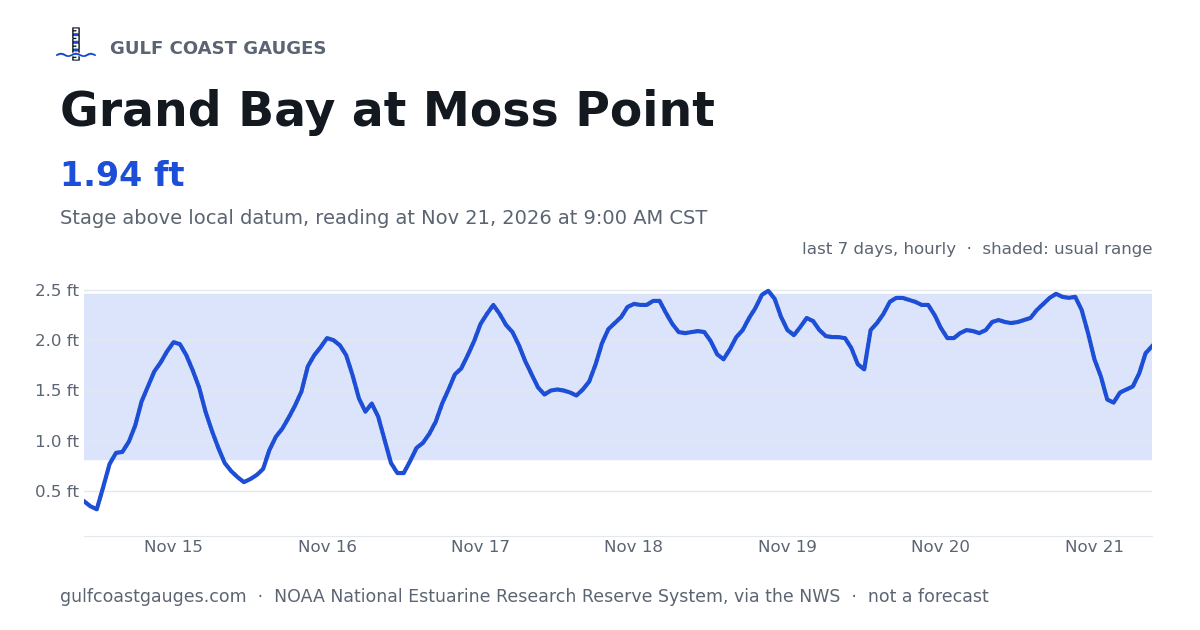 GULF COAST GAUGES
Grand Bay at Moss Point
1.94 ft
Stage above local datum, reading at Nov 21, 2026 at 9:00 AM CST
last 7 days, hourly · shaded: usual range
2.5 ft
2.0 ft
1.5 ft
1.0 ft
0.5 ft
Nov 15 Nov 16 Nov 17 Nov 18 Nov 19 Nov 20 Nov 21
gulfcoastgauges.com · NOAA National Estuarine Research Reserve System, via the NWS · not a forecast